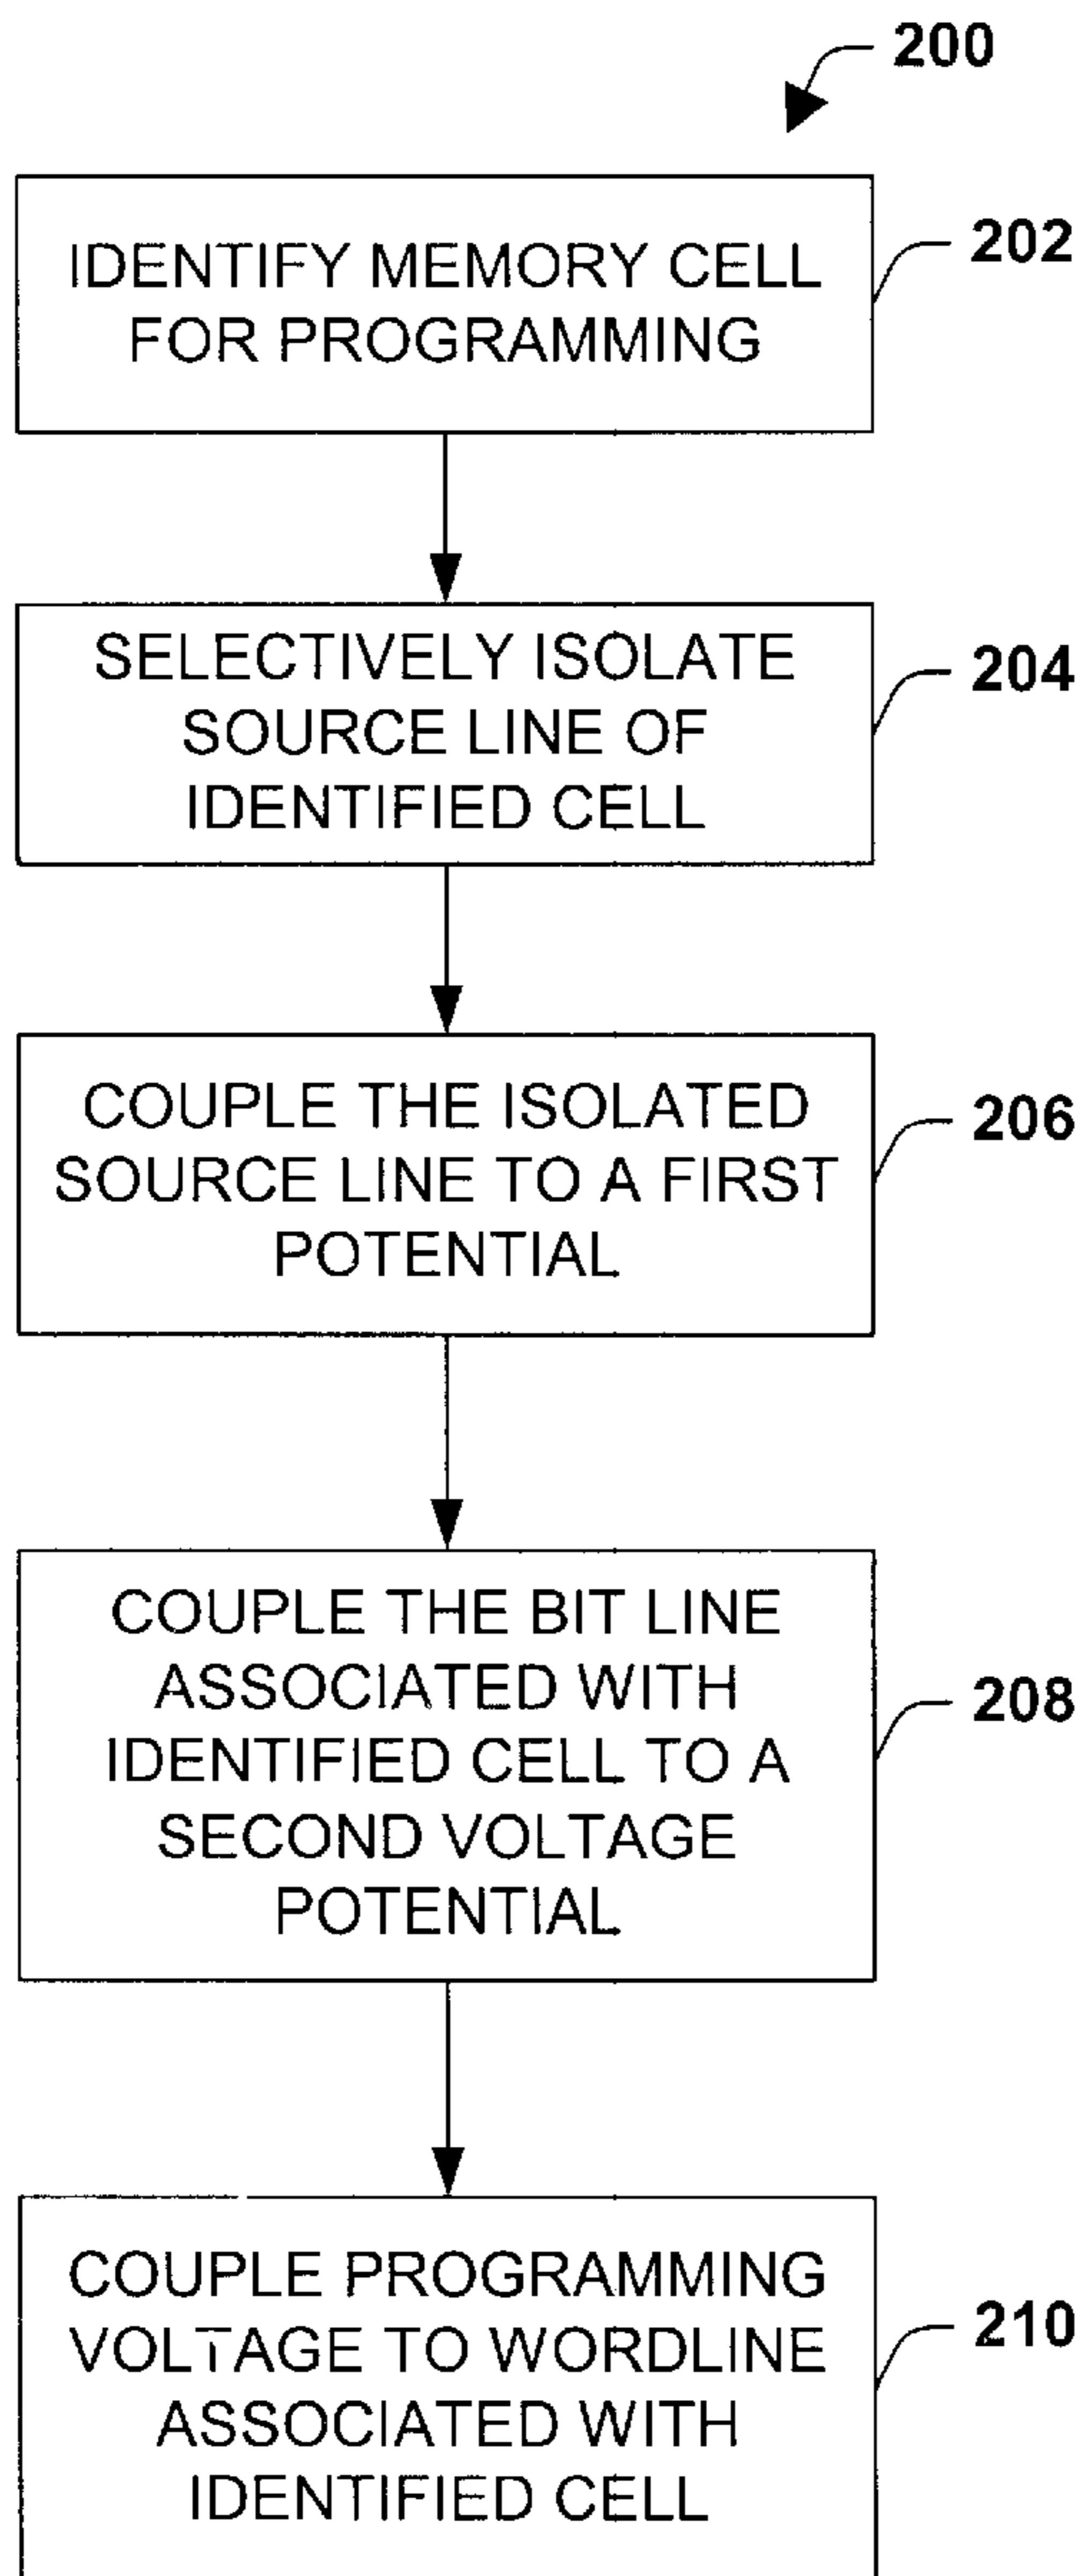 200
IDENTIFY MEMORY CELL
FOR PROGRAMMING
202
SELECTIVELY ISOLATE
SOURCE LINE OF
IDENTIFIED CELL
204
COUPLE THE ISOLATED
SOURCE LINE TO A FIRST
POTENTIAL
206
COUPLE THE BIT LINE
ASSOCIATED WITH
IDENTIFIED CELL TO A
SECOND VOLTAGE
POTENTIAL
208
COUPLE PROGRAMMING
VOLTAGE TO WORDLINE
ASSOCIATED WITH
IDENTIFIED CELL
210